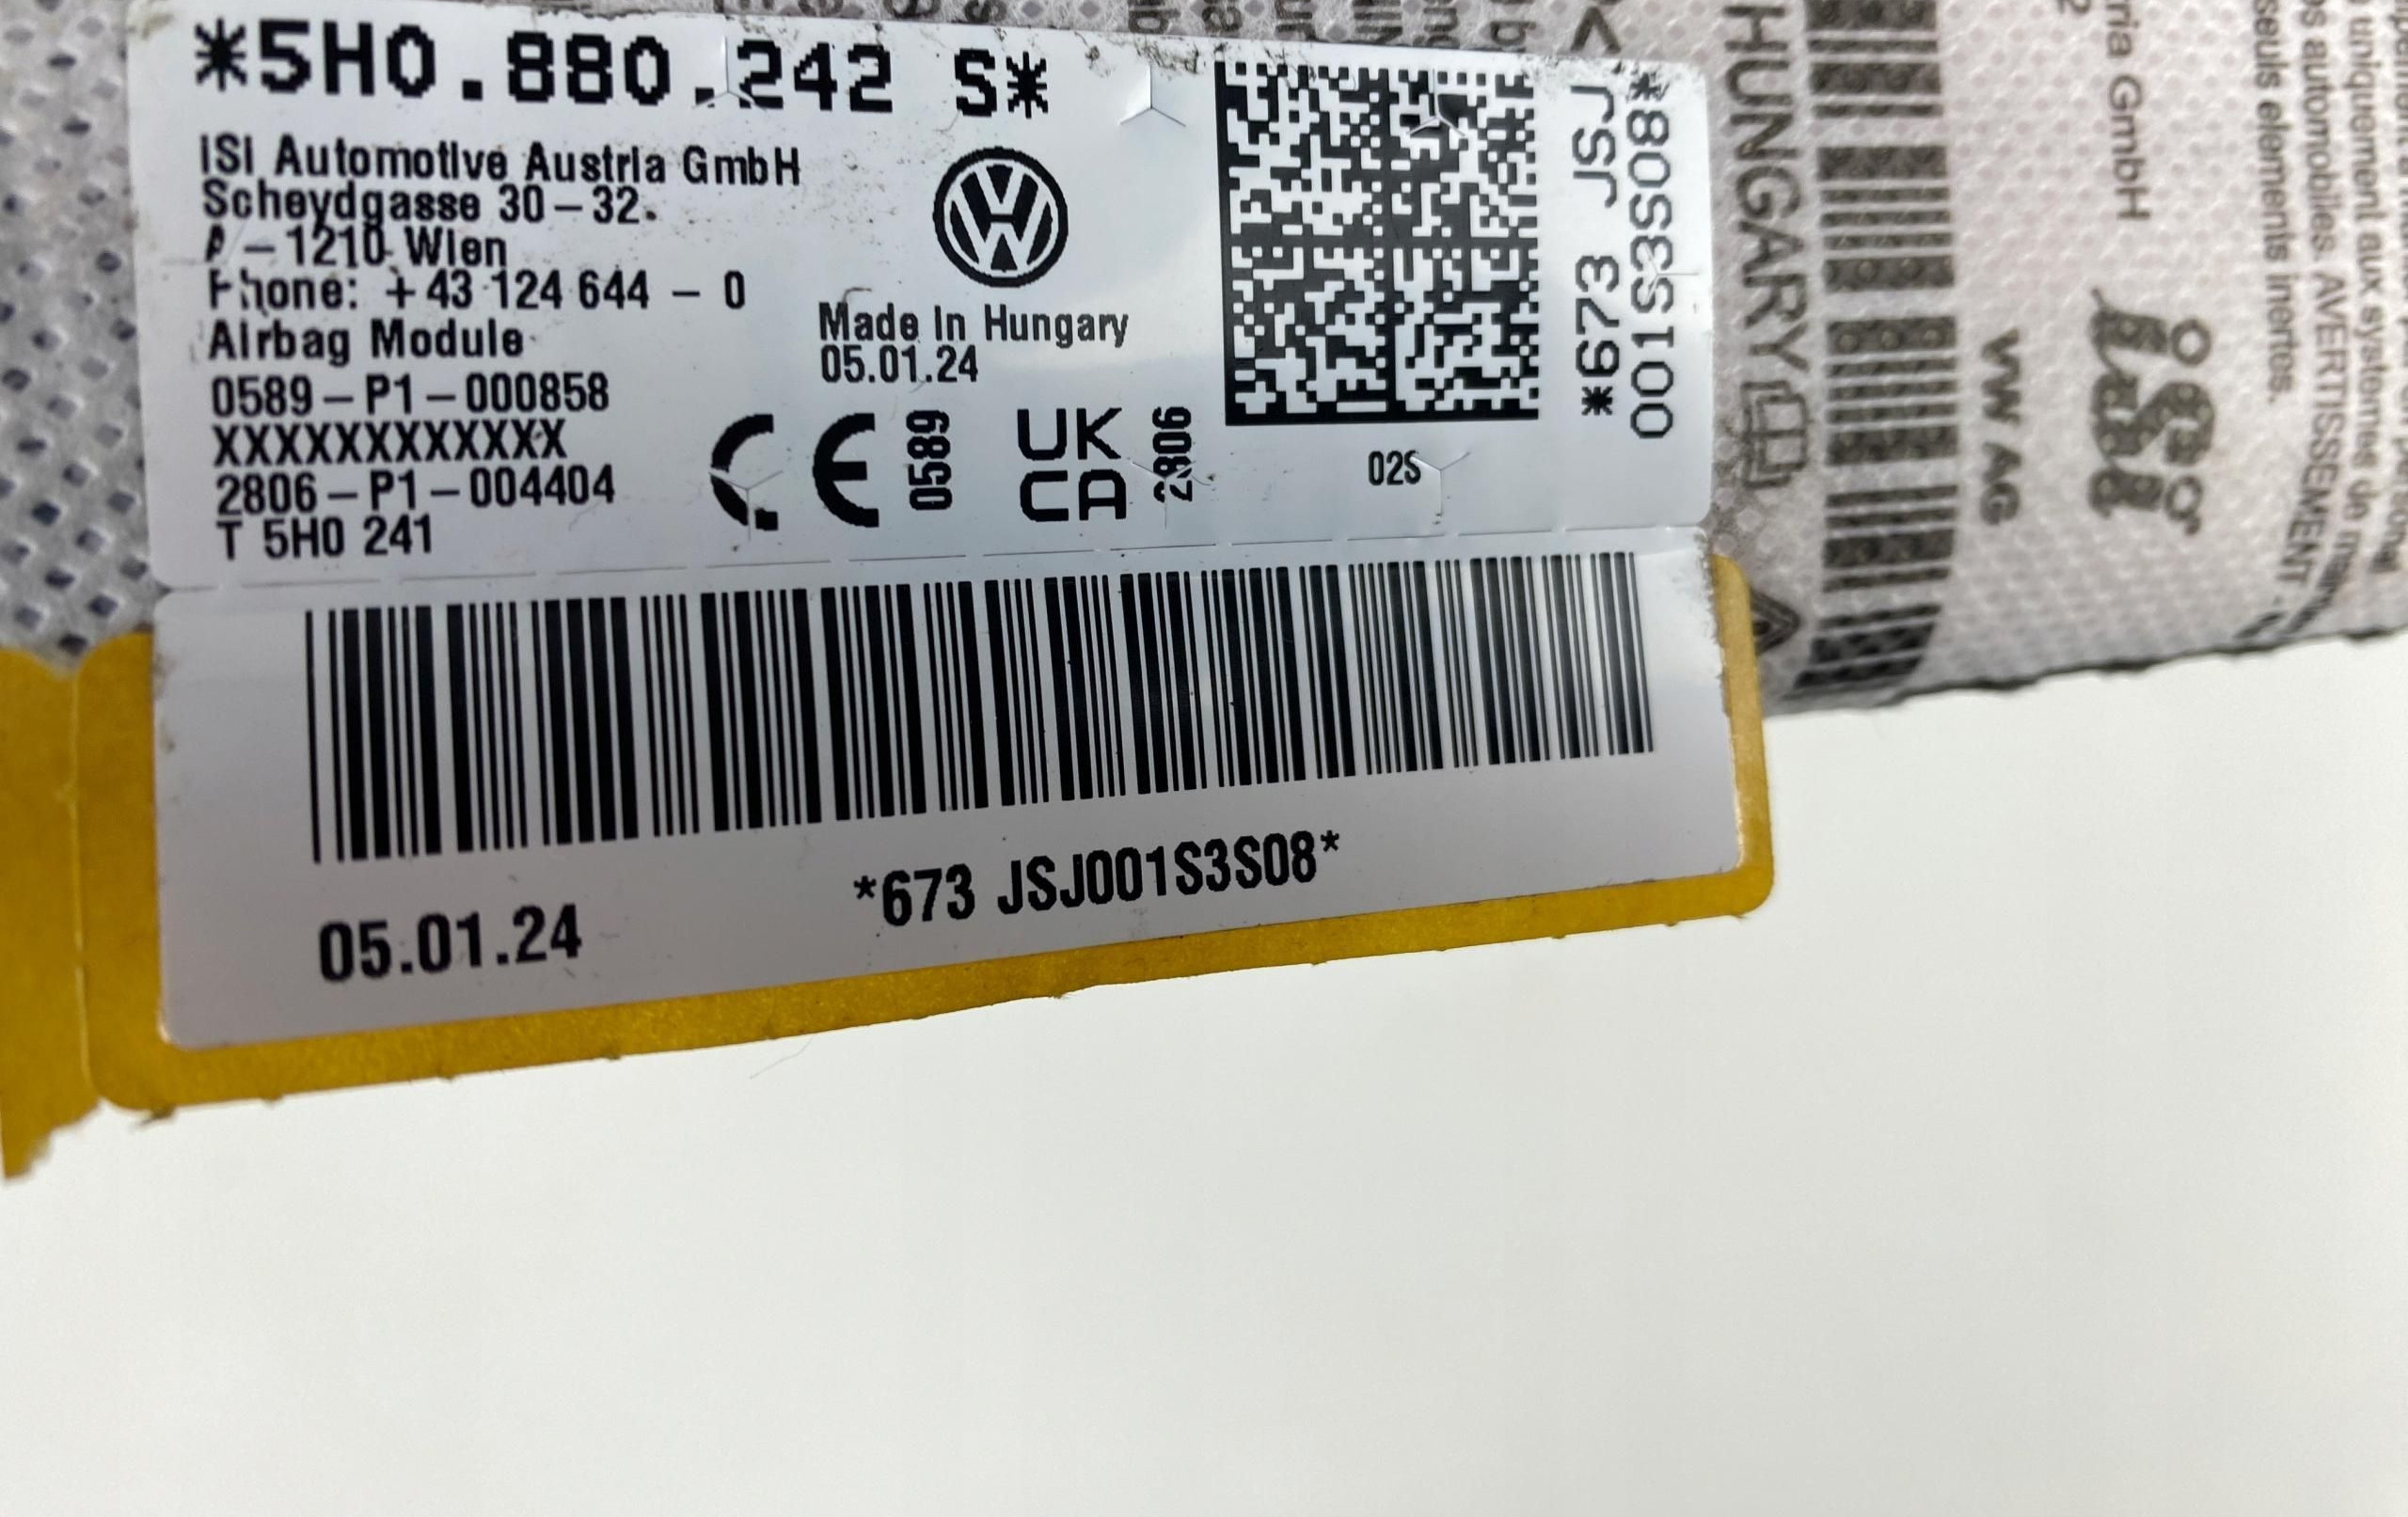 *5H0.880.242 S*
iSi Automotive Austria GmbH
Scheydgasse 30-32
A-1210 Wien
Phone: +43 124 644 - 0
Airbag Module
0589-P1-000858
XXXXXXXXXXXX
2806-P1-004404
T 5H0 241
Made in Hungary
05.01.24
CE 0589
UK
CA
2806
02S
*673 JSJ
001S3S08*
05.01.24
*673 JSJ001S3S08*
HUNGARY
VW AG
iSi
GmbH
uniquement aux systèmes de
automobiles. AVERTISSEMENT
seuls elements inertes.